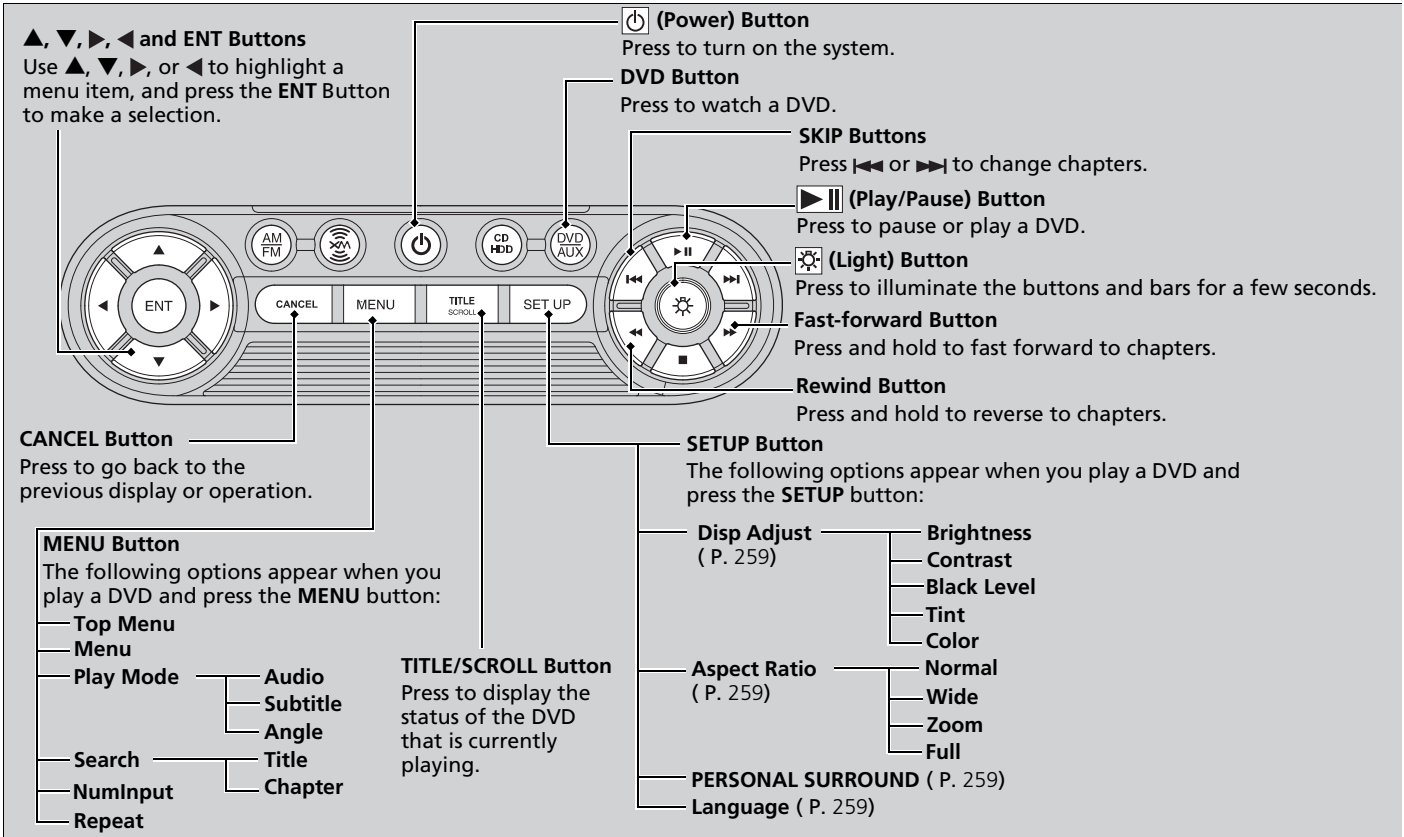 ▲, ▼, ▶, ◀ and ENT Buttons
Use ▲, ▼, ▶, or ◀ to highlight a
menu item, and press the ENT Button
to make a selection.
(Power) Button
Press to turn on the system.
DVD Button
Press to watch a DVD.
SKIP Buttons
Press ⏮ or ⏭ to change chapters.
▶⏸ (Play/Pause) Button
Press to pause or play a DVD.
(Light) Button
Press to illuminate the buttons and bars for a few seconds.
Fast-forward Button
Press and hold to fast forward to chapters.
Rewind Button
Press and hold to reverse to chapters.
AM
FM
XM
CD
HDD
DVD
AUX
ENT
CANCEL
MENU
TITLE
SCROLL
SET UP
CANCEL Button
Press to go back to the
previous display or operation.
MENU Button
The following options appear when you
play a DVD and press the MENU button:
Top Menu
Menu
Play Mode
Audio
Subtitle
Angle
Search
Title
Chapter
NumInput
Repeat
TITLE/SCROLL Button
Press to display the
status of the DVD
that is currently
playing.
SETUP Button
The following options appear when you play a DVD and
press the SETUP button:
Disp Adjust
( P. 259)
Brightness
Contrast
Black Level
Tint
Color
Aspect Ratio
( P. 259)
Normal
Wide
Zoom
Full
PERSONAL SURROUND ( P. 259)
Language ( P. 259)